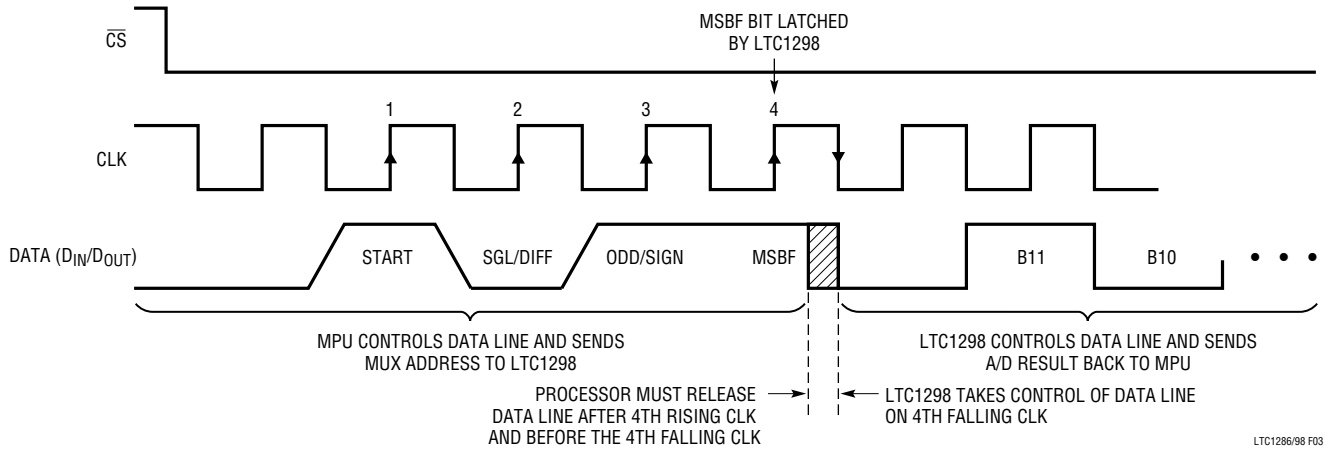 MSBF BIT LATCHED
BY LTC1298
CS
1 2 3 4
CLK
DATA (DIN/DOUT)
START SGL/DIFF ODD/SIGN MSBF B11 B10 • • •
MPU CONTROLS DATA LINE AND SENDS
MUX ADDRESS TO LTC1298
LTC1298 CONTROLS DATA LINE AND SENDS
A/D RESULT BACK TO MPU
PROCESSOR MUST RELEASE
DATA LINE AFTER 4TH RISING CLK
AND BEFORE THE 4TH FALLING CLK
LTC1298 TAKES CONTROL OF DATA LINE
ON 4TH FALLING CLK
LTC1286/98 F03